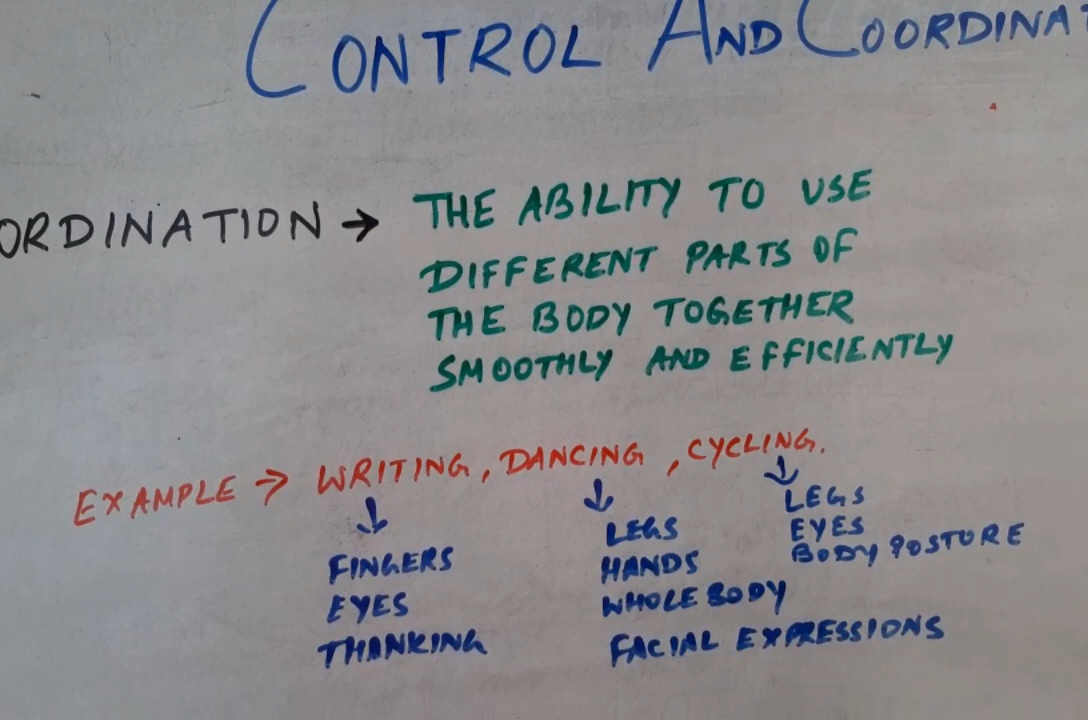 CONTROL AND COORDINA
ORDINATION → THE ABILITY TO USE
DIFFERENT PARTS OF
THE BODY TOGETHER
SMOOTHLY AND EFFICIENTLY
EXAMPLE → WRITING, DANCING, CYCLING.
↓ ↓ ↓
FINGERS
EYES
THANKING
LEGS
HANDS
WHOLE BODY
FACIAL EXPRESSIONS
LEGS
EYES
BODY POSTURE